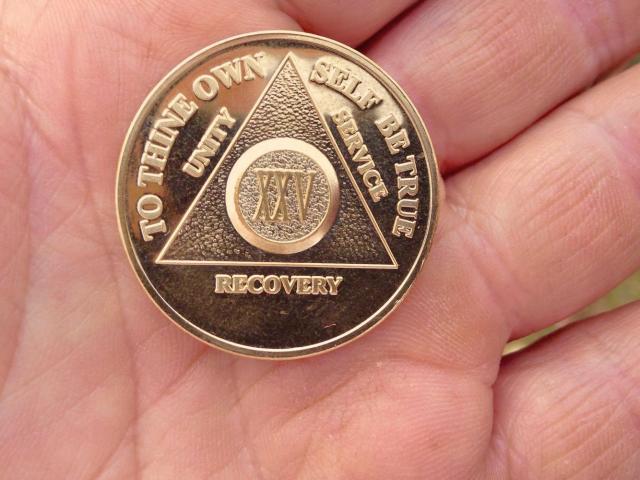 TO THINE OWN SELF BE TRUE
UNITY
SERVICE
XXV
RECOVERY